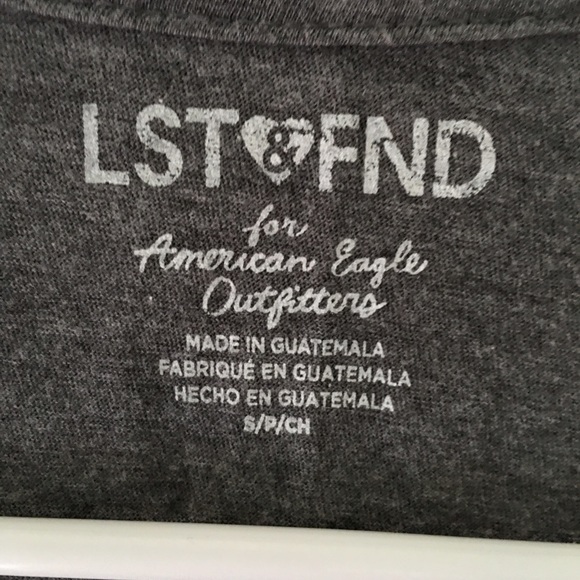 LST&FND
for
American Eagle
Outfitters
MADE IN GUATEMALA
FABRIQUÉ EN GUATEMALA
HECHO EN GUATEMALA
S/P/CH